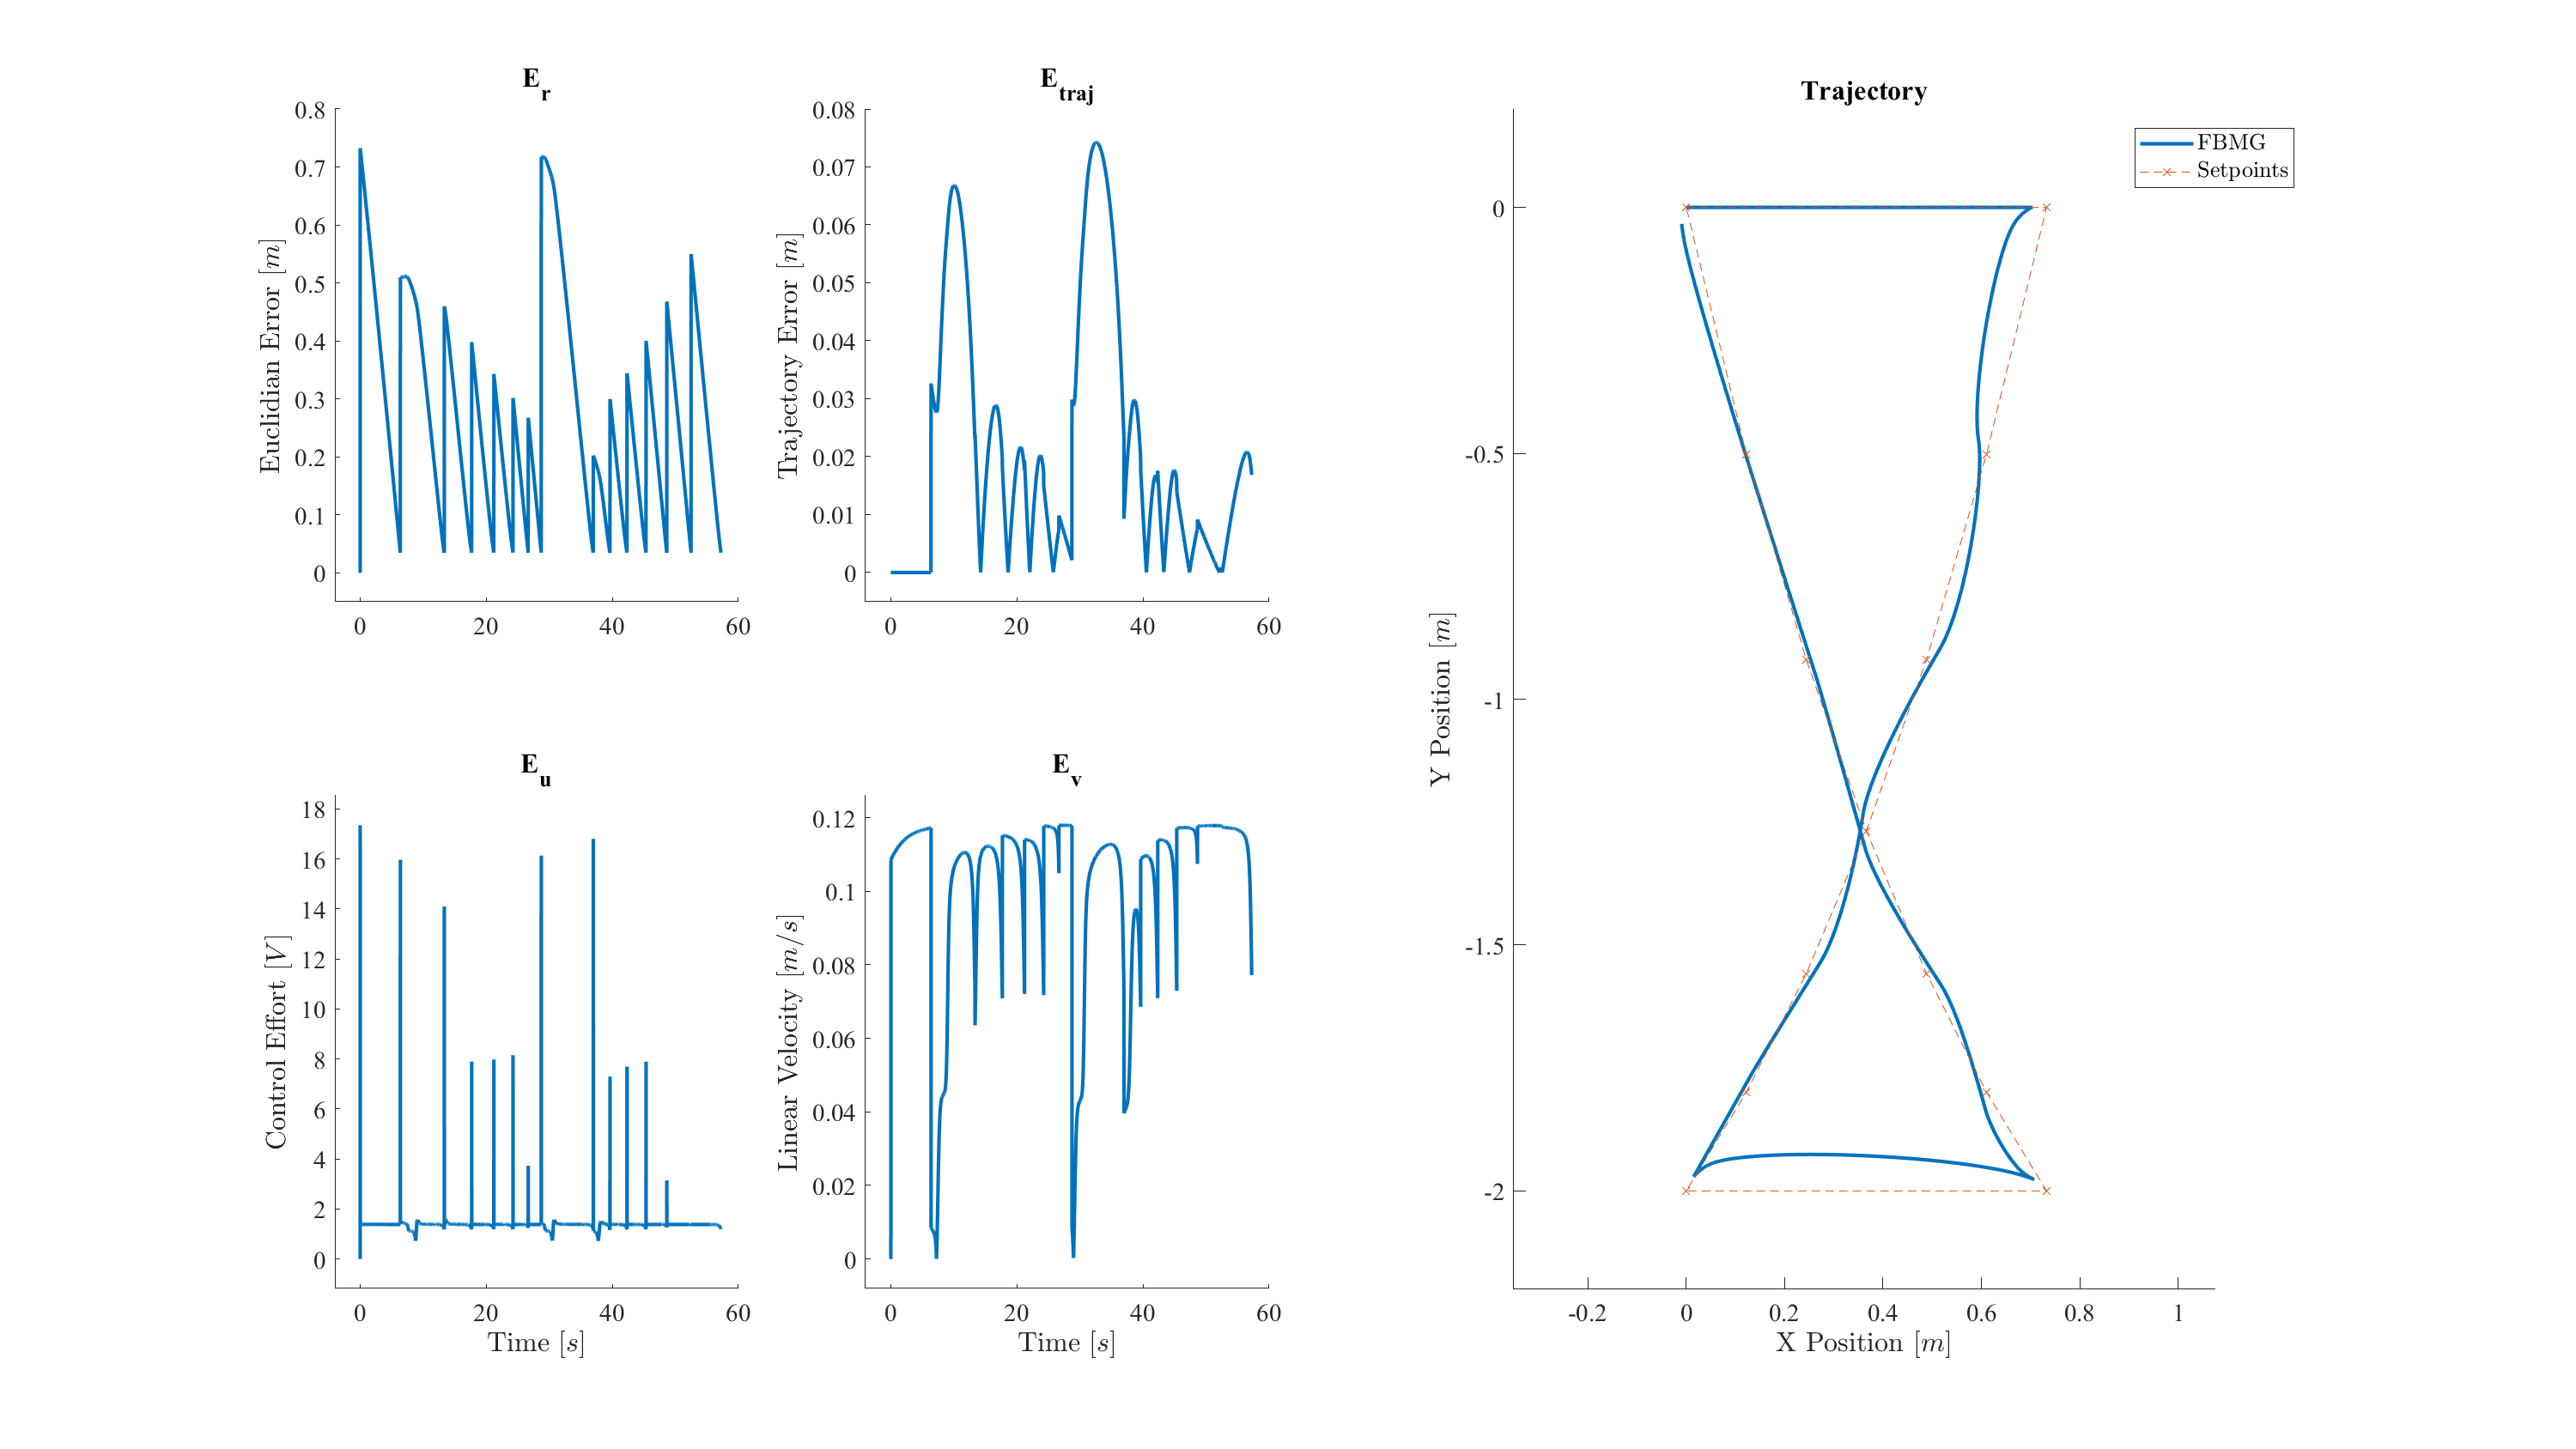 E_r
0.8
0.7
0.6
0.5
0.4
0.3
0.2
0.1
0
Euclidian Error [m]
0 20 40 60
E_traj
0.08
0.07
0.06
0.05
0.04
0.03
0.02
0.01
0
Trajectory Error [m]
0 20 40 60
E_u
18
16
14
12
10
8
6
4
2
0
Control Effort [V]
0 20 40 60
Time [s]
E_v
0.12
0.1
0.08
0.06
0.04
0.02
0
Linear Velocity [m/s]
0 20 40 60
Time [s]
Trajectory
FBMG
Setpoints
0
-0.5
-1
-1.5
-2
Y Position [m]
-0.2 0 0.2 0.4 0.6 0.8 1
X Position [m]